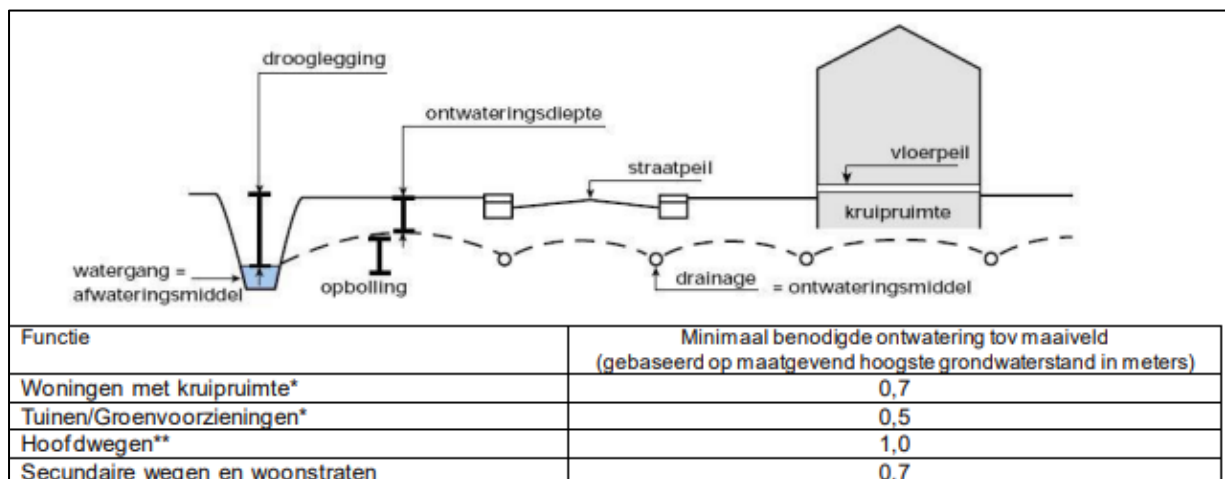 drooglegging
ontwateringsdiepte
straatpeil
vloerpeil
kruipruimte
watergang =
afwateringsmiddel
opbolling
drainage = ontwateringsmiddel
Functie
Minimaal benodigde ontwatering tov maaiveld
(gebaseerd op maatgevend hoogste grondwaterstand in meters)
Woningen met kruipruimte* 0,7
Tuinen/Groenvoorzieningen* 0,5
Hoofdwegen** 1,0
Secundaire wegen en woonstraten 0,7